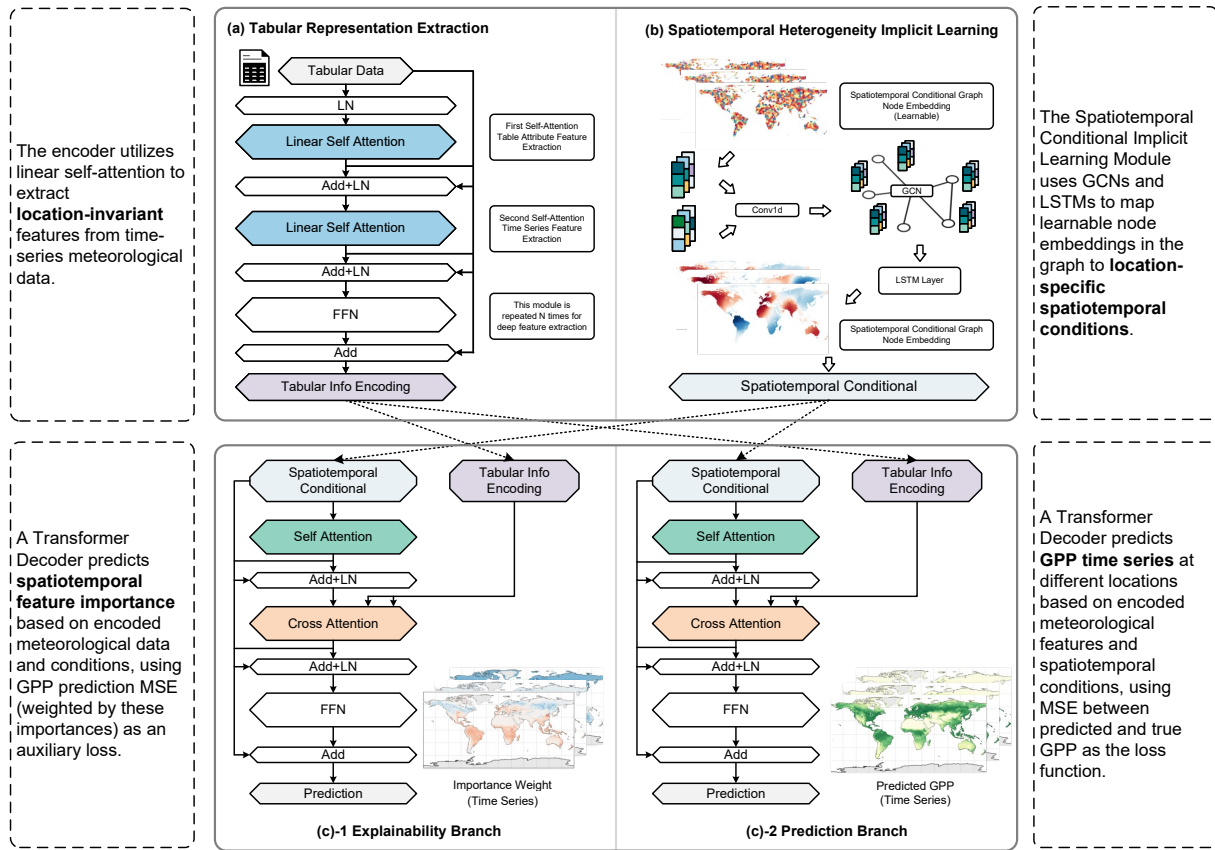 The encoder utilizes
linear self-attention to
extract
location-invariant
features from time-
series meteorological
data.
(a) Tabular Representation Extraction
Tabular Data
LN
Linear Self Attention
Add+LN
Linear Self Attention
Add+LN
FFN
Add
Tabular Info Encoding
First Self-Attention
Table Attribute Feature
Extraction
Second Self-Attention
Time Series Feature
Extraction
This module is
repeated N times for
deep feature extraction
(b) Spatiotemporal Heterogeneity Implicit Learning
Spatiotemporal Conditional Graph
Node Embedding
(Learnable)
Conv1d
GCN
LSTM Layer
Spatiotemporal Conditional Graph
Node Embedding
Spatiotemporal Conditional
The Spatiotemporal
Conditional Implicit
Learning Module
uses GCNs and
LSTMs to map
learnable node
embeddings in the
graph to location-
specific
spatiotemporal
conditions.
A Transformer
Decoder predicts
spatiotemporal
feature importance
based on encoded
meteorological data
and conditions, using
GPP prediction MSE
(weighted by these
importances) as an
auxiliary loss.
Spatiotemporal
Conditional
Tabular Info
Encoding
Self Attention
Add+LN
Cross Attention
Add+LN
FFN
Add
Prediction
Importance Weight
(Time Series)
(c)-1 Explainability Branch
Spatiotemporal
Conditional
Tabular Info
Encoding
Self Attention
Add+LN
Cross Attention
Add+LN
FFN
Add
Prediction
Predicted GPP
(Time Series)
(c)-2 Prediction Branch
A Transformer
Decoder predicts
GPP time series at
different locations
based on encoded
meteorological
features and
spatiotemporal
conditions, using
MSE between
predicted and true
GPP as the loss
function.